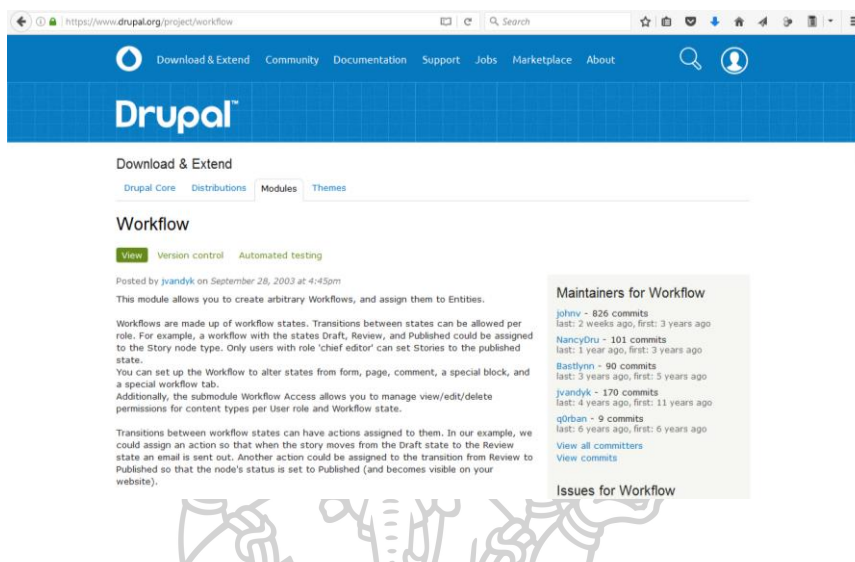 https://www.drupal.org/project/workflow
Search
Download & Extend Community Documentation Support Jobs Marketplace About
Drupal™
Download & Extend
Drupal Core Distributions Modules Themes
Workflow
View Version control Automated testing
Posted by jvandyk on September 28, 2003 at 4:45pm
This module allows you to create arbitrary Workflows, and assign them to Entities.
Workflows are made up of workflow states. Transitions between states can be allowed per
role. For example, a workflow with the states Draft, Review, and Published could be assigned
to the Story node type. Only users with role 'chief editor' can set Stories to the published
state.
You can set up the Workflow to alter states from form, page, comment, a special block, and
a special workflow tab.
Additionally, the submodule Workflow Access allows you to manage view/edit/delete
permissions for content types per User role and Workflow state.
Transitions between workflow states can have actions assigned to them. In our example, we
could assign an action so that when the story moves from the Draft state to the Review
state an email is sent out. Another action could be assigned to the transition from Review to
Published so that the node's status is set to Published (and becomes visible on your
website).
Maintainers for Workflow
johnv - 826 commits
last: 2 weeks ago, first: 3 years ago
NancyDru - 101 commits
last: 1 year ago, first: 3 years ago
Bastlynn - 90 commits
last: 3 years ago, first: 5 years ago
jvandyk - 170 commits
last: 4 years ago, first: 11 years ago
q0rban - 9 commits
last: 6 years ago, first: 6 years ago
View all committers
View commits
Issues for Workflow